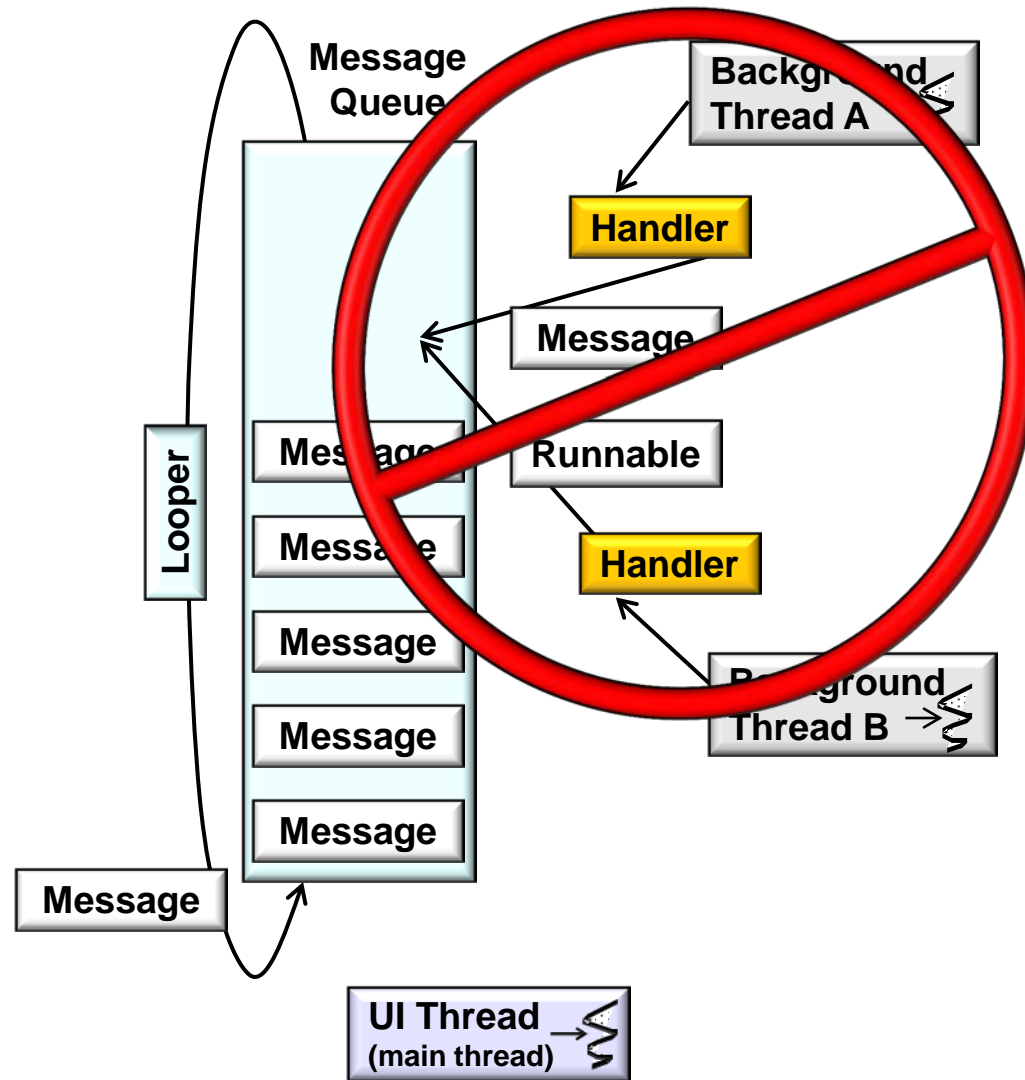 Message
Queue
Background
Thread A
Handler
Message
Message
Runnable
Looper
Message
Handler
Message
Background
Thread B
Message
Message
Message
UI Thread
(main thread)